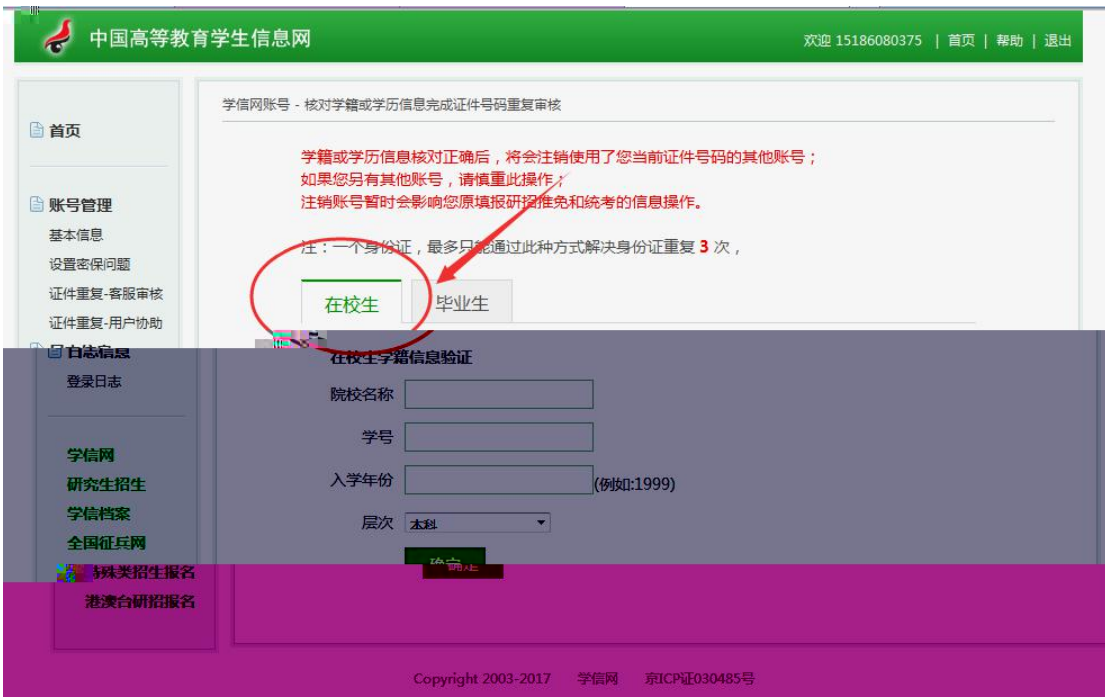 中国高等教育学生信息网
欢迎 15186080375 | 首页 | 帮助 | 退出
首页
账号管理
基本信息
设置密保问题
证件重复-客服审核
证件重复-用户协助
日志信息
登录日志
学信网
研究生招生
学信档案
全国征兵网
殊类招生报名
港澳台研招报名
学信网账号 - 核对学籍或学历信息完成证件号码重复审核
学籍或学历信息核对正确后，将会注销使用了您当前证件号码的其他账号；
如果您另有其他账号，请慎重此操作；
注销账号暂时会影响您原填报研招推免和统考的信息操作。
注：一个身份证，最多只能通过此种方式解决身份证重复 3 次，
在校生 毕业生
在校生学籍信息验证
院校名称
学号
入学年份 (例如:1999)
层次 本科
确定
Copyright 2003-2017 学信网 京ICP证030485号